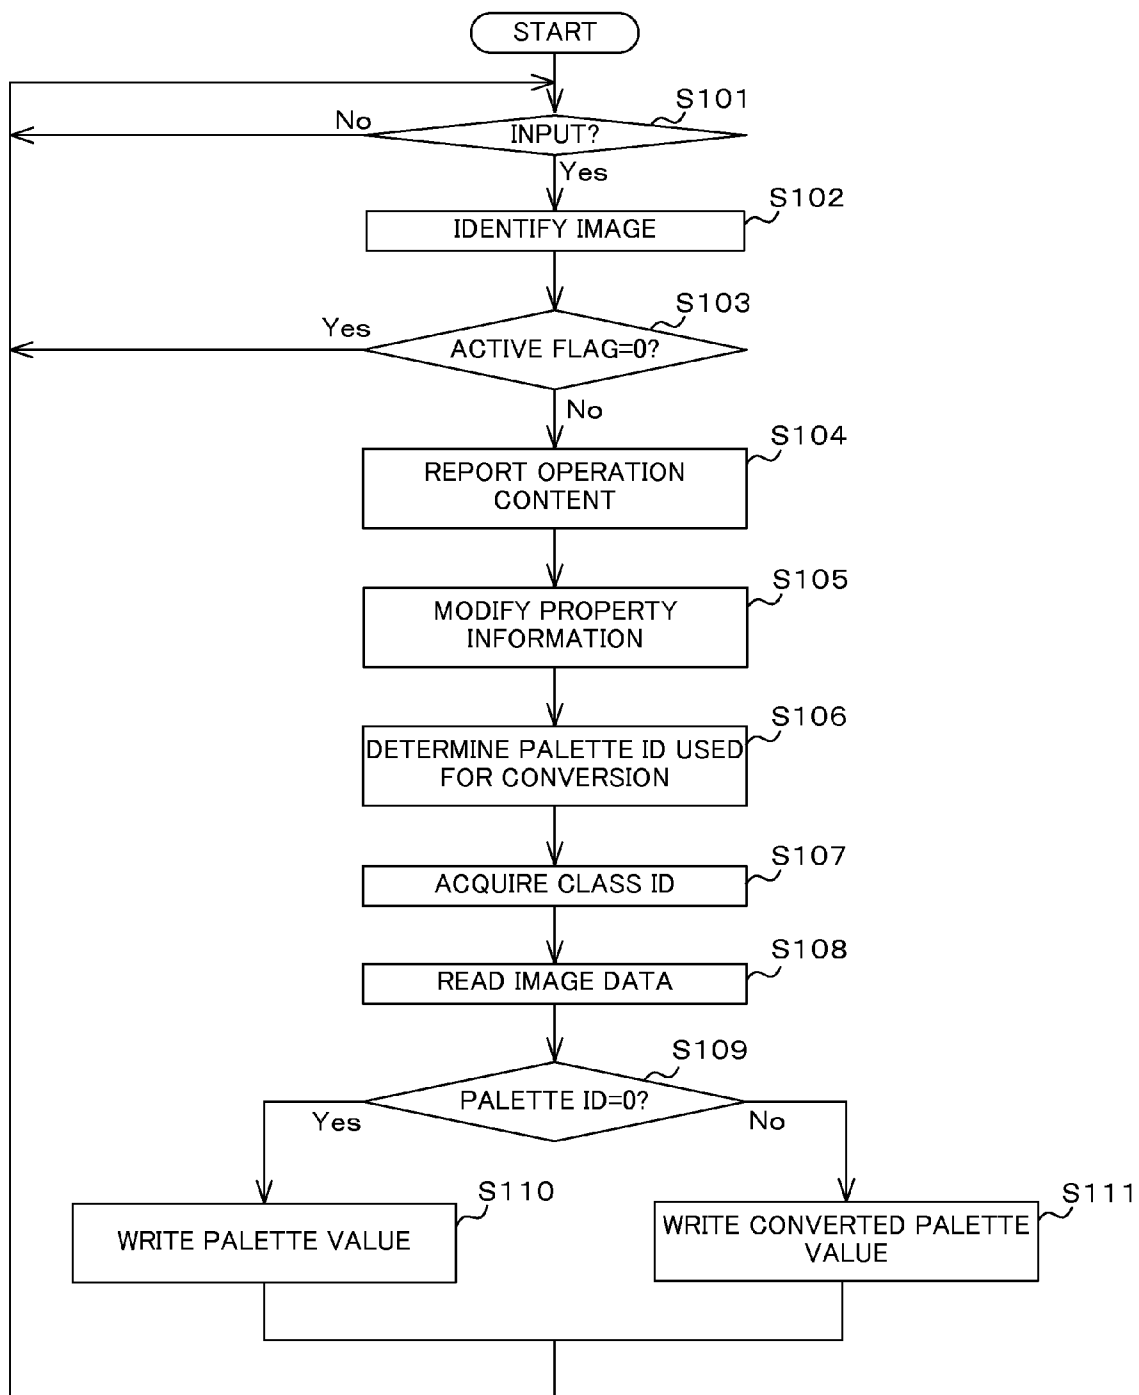 START
S101
No
INPUT?
Yes
S102
IDENTIFY IMAGE
S103
Yes
ACTIVE FLAG=0?
No
S104
REPORT OPERATION
CONTENT
S105
MODIFY PROPERTY
INFORMATION
S106
DETERMINE PALETTE ID USED
FOR CONVERSION
S107
ACQUIRE CLASS ID
S108
READ IMAGE DATA
S109
PALETTE ID=0?
Yes
No
S110
WRITE PALETTE VALUE
S111
WRITE CONVERTED PALETTE
VALUE